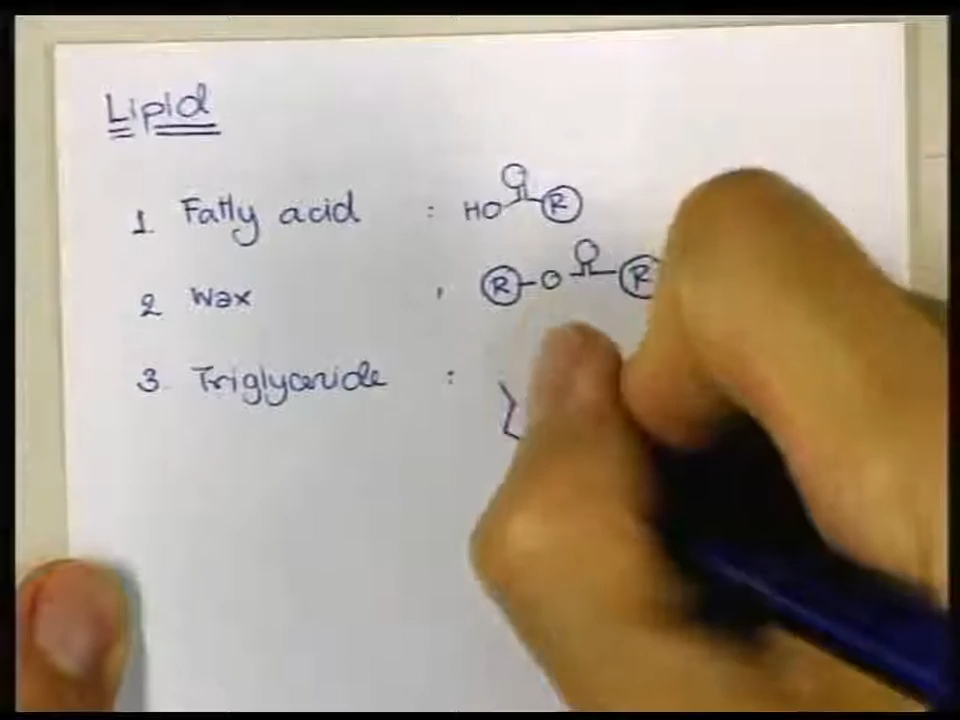 Lipid
1 Fatty acid : HO O R
2 Wax , R O O R
3. Triglyceride :